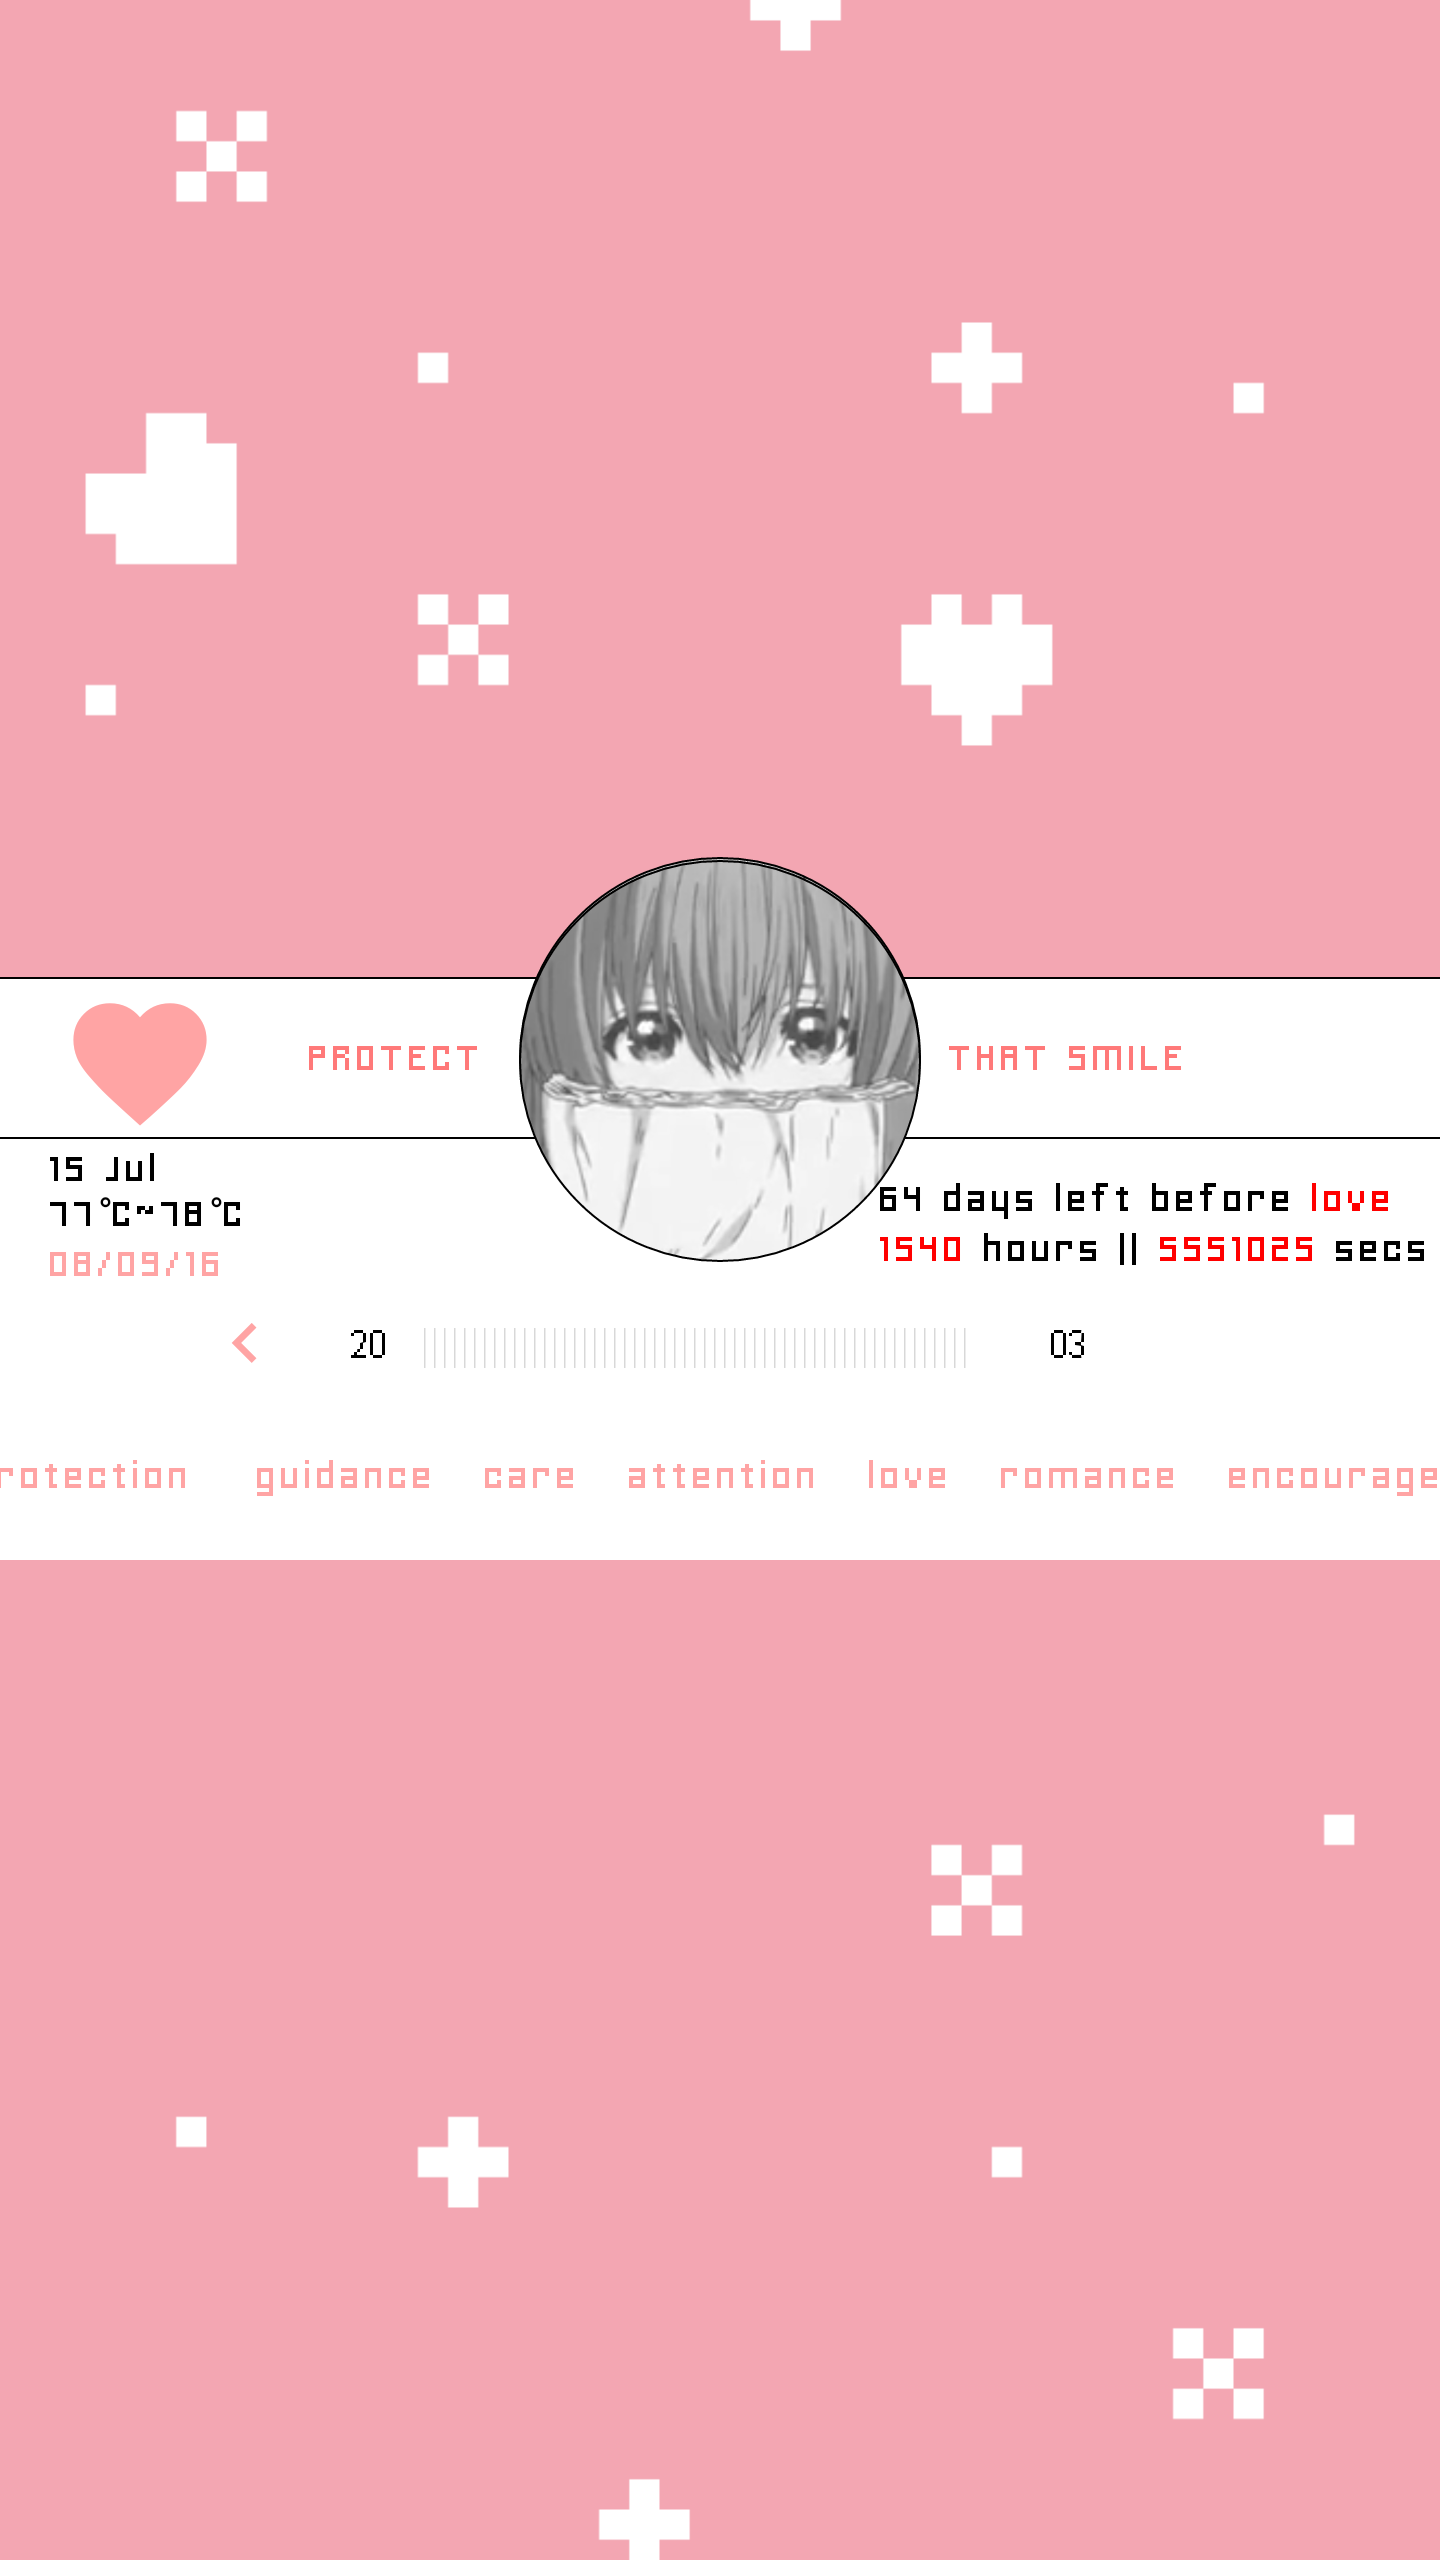 PROTECT THAT SMILE
15 Jul
77°C~78°C
08/09/16
64 days left before love
1540 hours || 5551025 secs
20 03
rotection guidance care attention love romance encourage